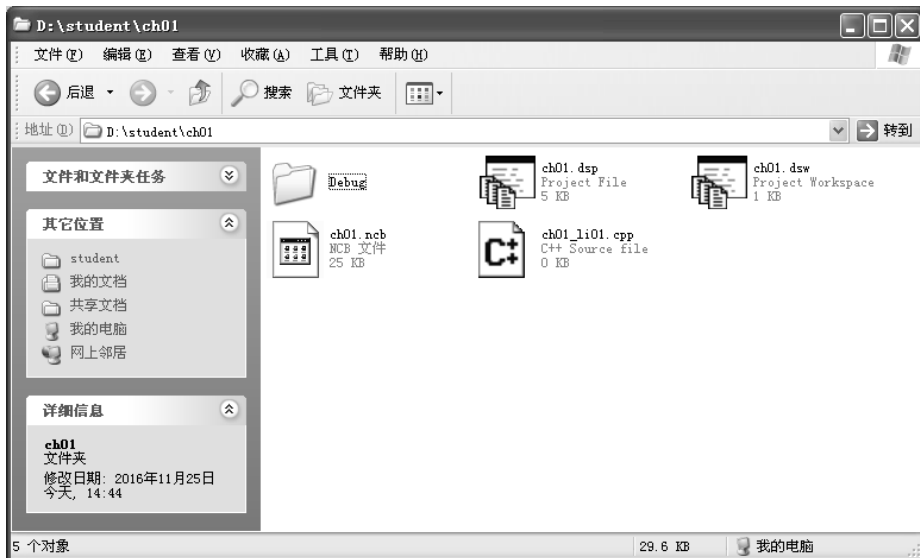 D:\student\ch01
文件(F) 编辑(E) 查看(V) 收藏(A) 工具(T) 帮助(H)
后退 搜索 文件夹
地址(D) D:\student\ch01 转到
文件和文件夹任务
其它位置
student
我的文档
共享文档
我的电脑
网上邻居
详细信息
ch01
文件夹
修改日期: 2016年11月25日
今天, 14:44
Debug
ch01.dsp
Project File
5 KB
ch01.dsw
Project Workspace
1 KB
ch01.ncb
NCB 文件
25 KB
C++
ch01_li01.cpp
C++ Source file
0 KB
5 个对象 29.6 KB 我的电脑